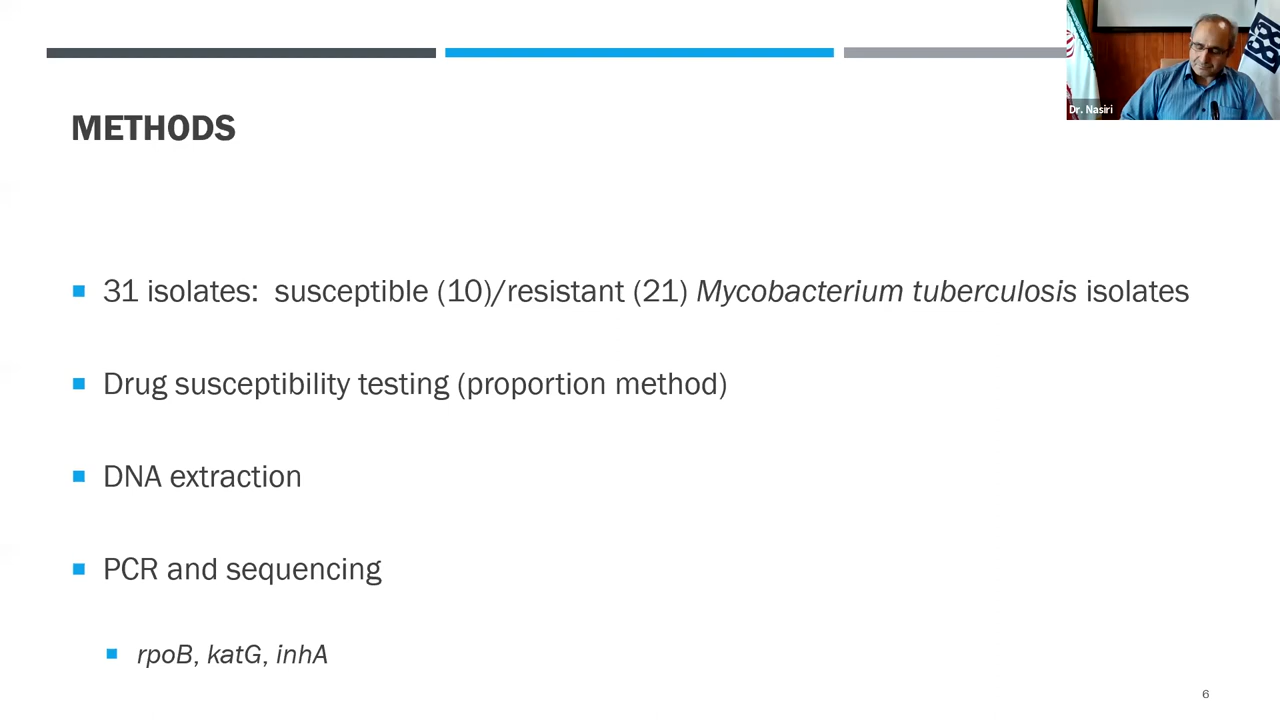 Dr. Nasiri
METHODS
31 isolates: susceptible (10)/resistant (21) Mycobacterium tuberculosis isolates
Drug susceptibility testing (proportion method)
DNA extraction
PCR and sequencing
rpoB, katG, inhA
6